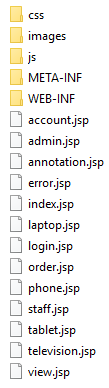 css
images
js
META-INF
WEB-INF
account.jsp
admin.jsp
annotation.jsp
error.jsp
index.jsp
laptop.jsp
login.jsp
order.jsp
phone.jsp
staff.jsp
tablet.jsp
television.jsp
view.jsp